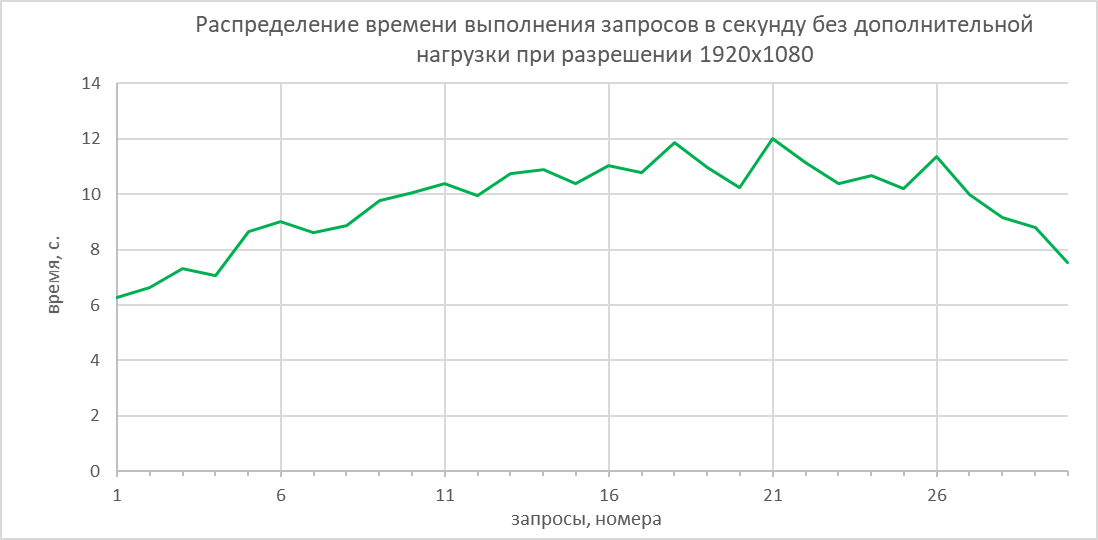 Распределение времени выполнения запросов в секунду без дополнительной
нагрузки при разрешении 1920x1080
14
12
10
8
6
4
2
0
время, с.
1 6 11 16 21 26
запросы, номера